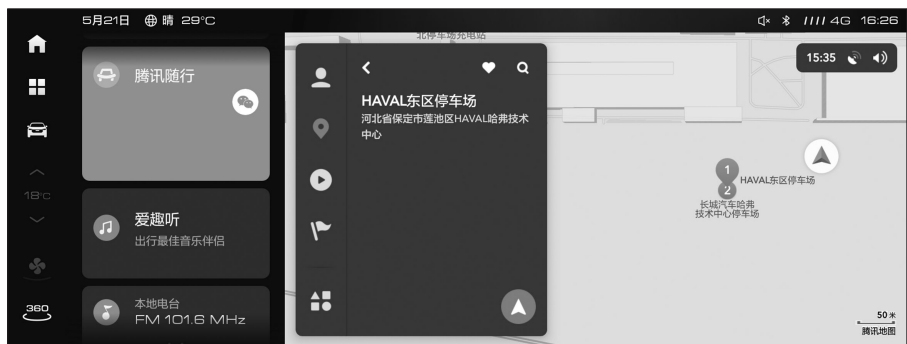 5月21日 晴 29°C
4G 16:26
腾讯随行
18°C
爱趣听
出行最佳音乐伴侣
360
本地电台
FM 101.6 MHz
北停车场充电站
HAVAL东区停车场
河北省保定市莲池区HAVAL哈弗技术
中心
15:35
1
HAVAL东区停车场
2
长城汽车哈弗
技术中心停车场
50米
腾讯地图